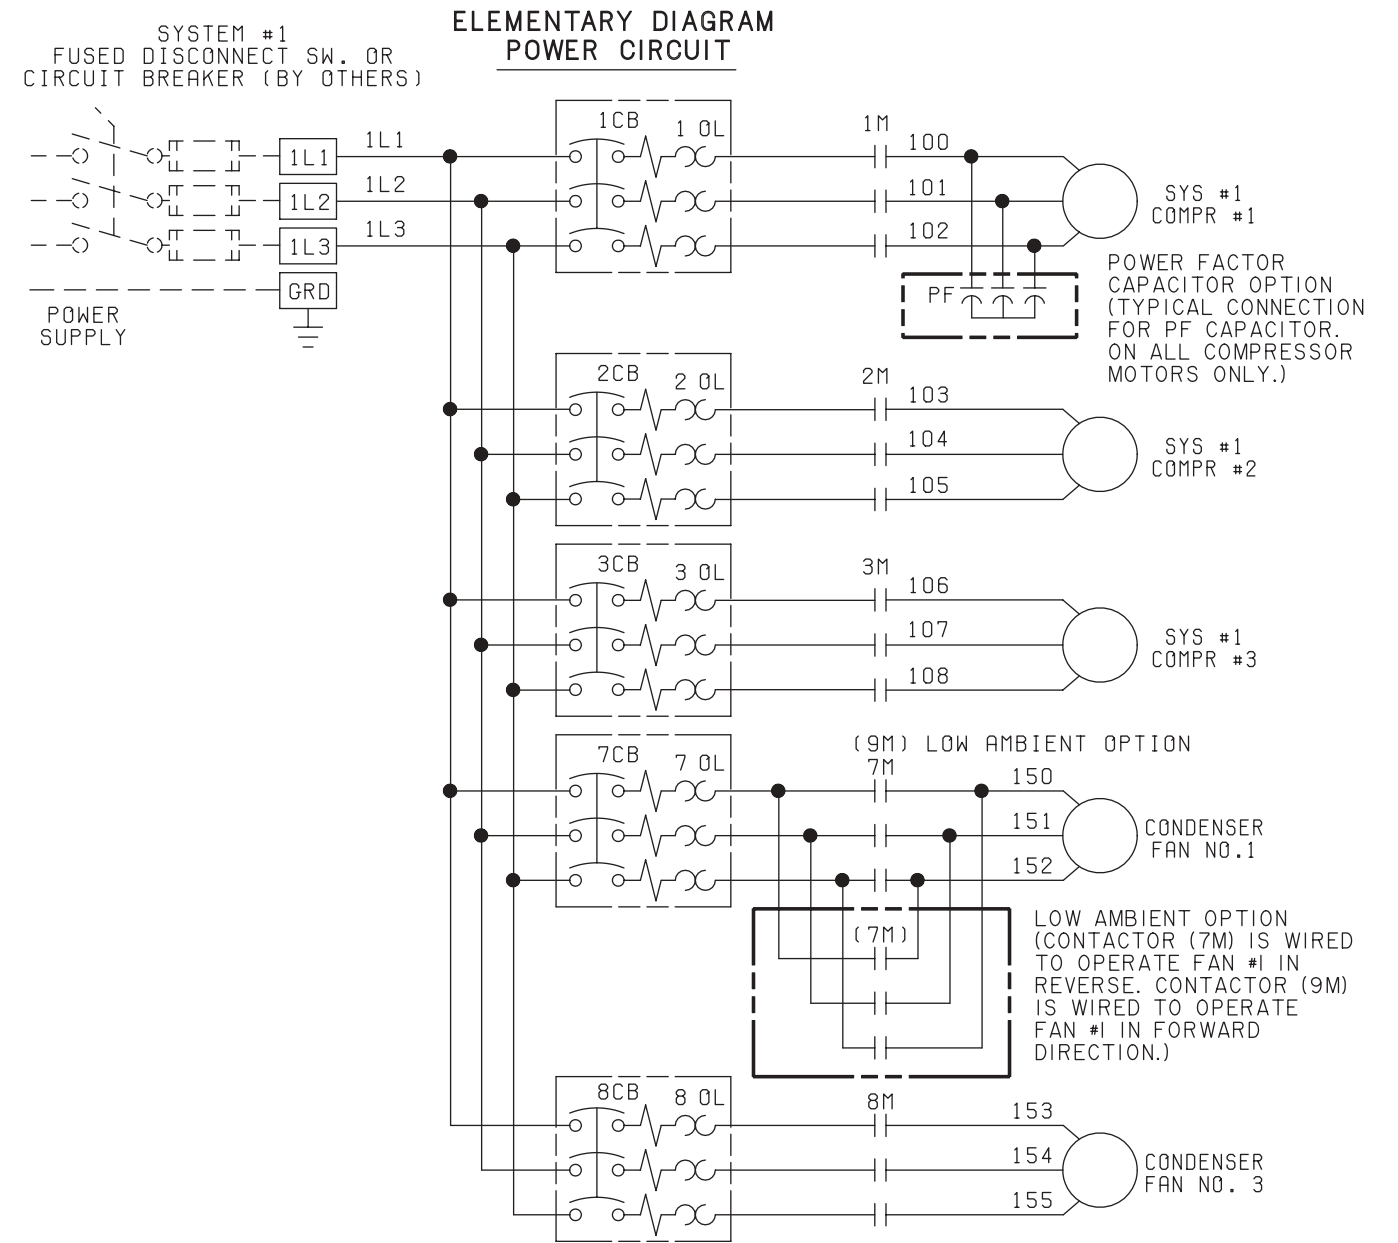 ELEMENTARY DIAGRAM
POWER CIRCUIT
SYSTEM #1
FUSED DISCONNECT SW. OR
CIRCUIT BREAKER (BY OTHERS)
1L1
1L2
1L3
GRD
1L1
1L2
1L3
POWER
SUPPLY
1CB
1 OL
1M
100
101
102
SYS #1
COMPR #1
PF
POWER FACTOR
CAPACITOR OPTION
(TYPICAL CONNECTION
FOR PF CAPACITOR.
ON ALL COMPRESSOR
MOTORS ONLY.)
2CB
2 OL
2M
103
104
105
SYS #1
COMPR #2
3CB
3 OL
3M
106
107
108
SYS #1
COMPR #3
(9M) LOW AMBIENT OPTION
7CB
7 OL
7M
150
151
152
CONDENSER
FAN NO.1
(7M)
LOW AMBIENT OPTION
(CONTACTOR (7M) IS WIRED
TO OPERATE FAN #1 IN
REVERSE. CONTACTOR (9M)
IS WIRED TO OPERATE
FAN #1 IN FORWARD
DIRECTION.)
8CB
8 OL
8M
153
154
155
CONDENSER
FAN NO. 3